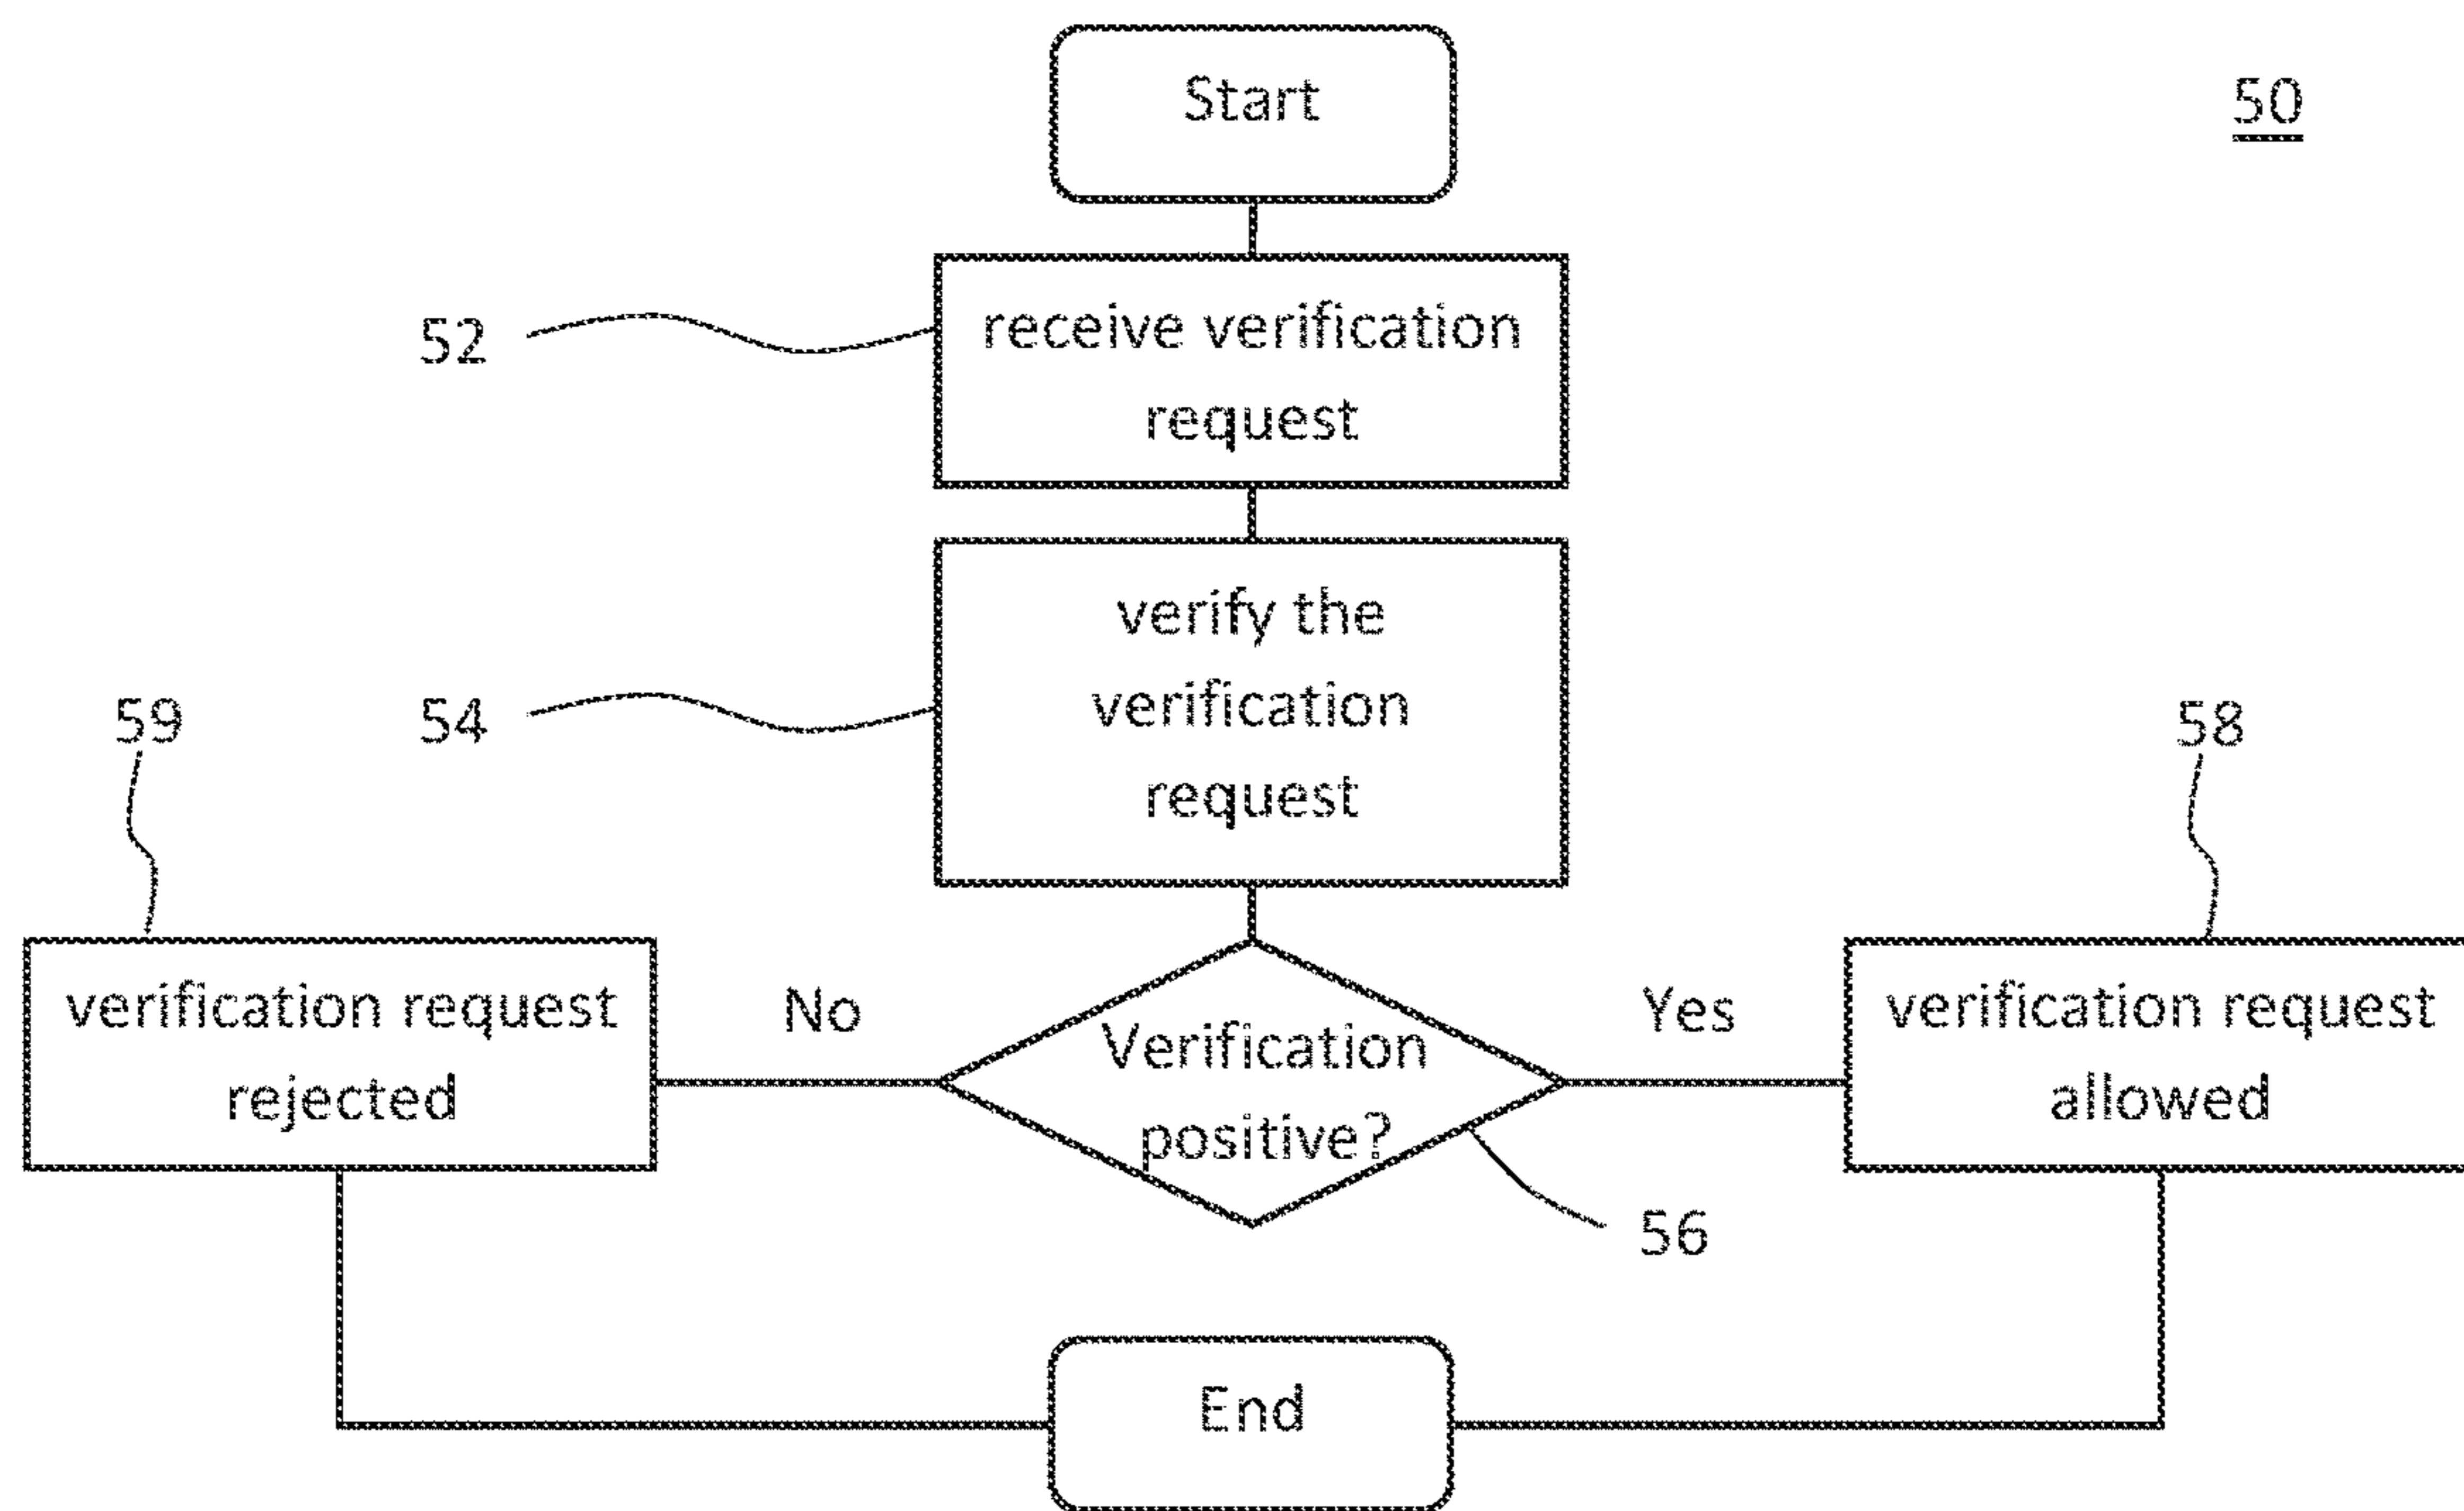 Start
50
52
receive verification
request
54
verify the
verification
request
59
58
verification request
rejected
No
Verification
positive?
Yes
verification request
allowed
56
End